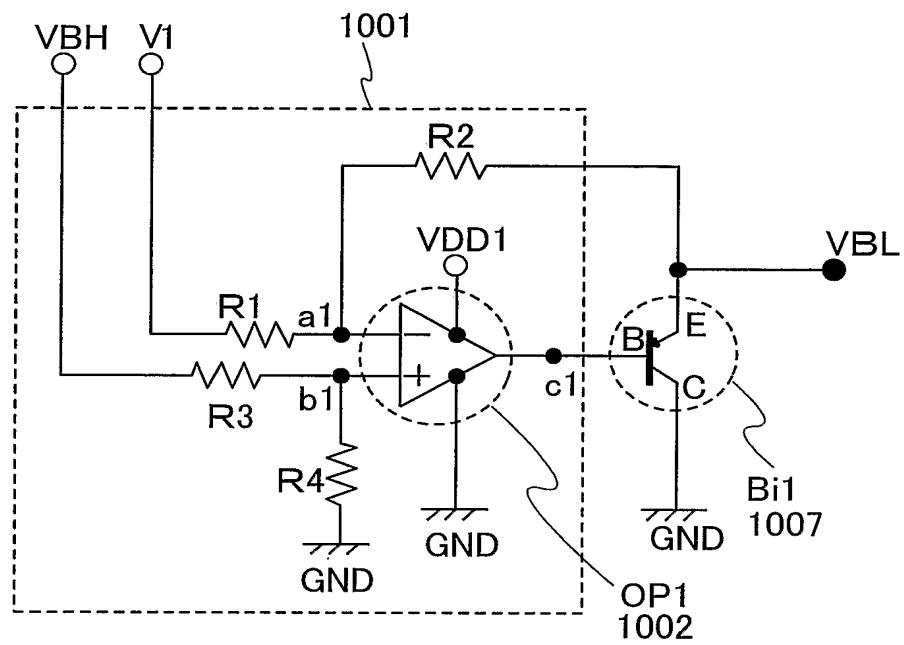 1001
VBH
V1
R2
VDD1
VBL
R1
a1
−
B
E
c1
R3
b1
+
C
R4
GND
GND
GND
GND
Bi1
1007
OP1
1002